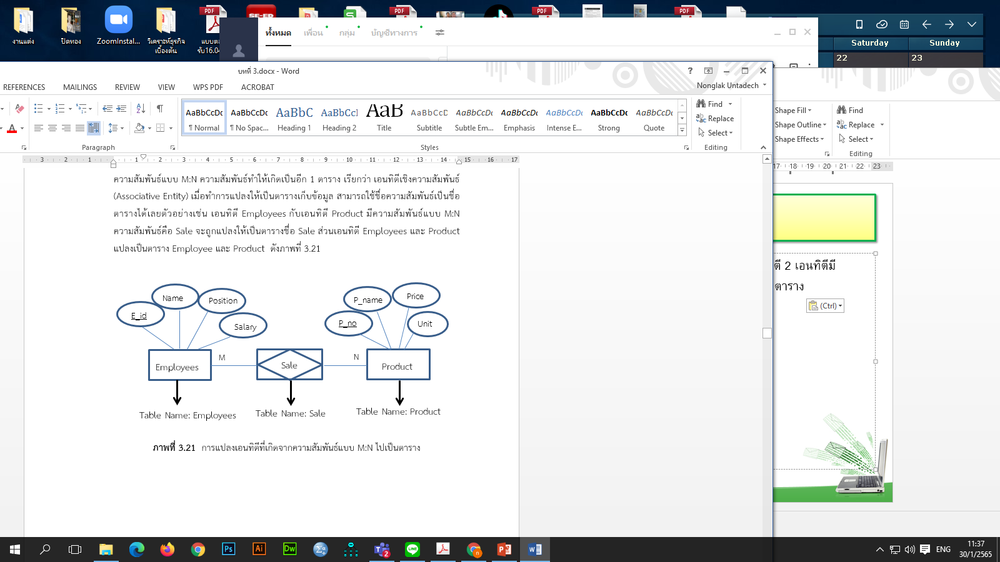 งานแต่ง
ปิดทอง
ZoomInstal...
วิเคราะห์ธุรกิจ
เบื้องต้น
แบบตอ
รับ16.04
PDF
SE-ED
PDF
PDF
PDF
ทั้งหมด
เพื่อน
กลุ่ม
บัญชีทางการ
Saturday
Sunday
22
23
บทที่ 3.docx - Word
Nonglak Untadech
REFERENCES
MAILINGS
REVIEW
VIEW
WPS PDF
ACROBAT
AaBbCcDc
AaBbCcDc
AaBbC
AaBbCcI
AaB
AaBbCcD
AaBbCcDc
AaBbCcDc
AaBbCcDc
AaBbCcDc
AaBbCcDc
¶ Normal
¶ No Spac...
Heading 1
Heading 2
Title
Subtitle
Subtle Em...
Emphasis
Intense E...
Strong
Quote
Find
Replace
Select
Paragraph
Styles
Editing
Shape Fill
Shape Outline
Shape Effects
Find
Replace
Select
Editing
3 2 1 1 2 3 4 5 6 7 8 9 10 11 12 13 14 15 16 17
17 18 19 20 21 22 23
ความสัมพันธ์แบบ M:N ความสัมพันธ์ทำให้เกิดเป็นอีก 1 ตาราง เรียกว่า เอนทิตีเชิงความสัมพันธ์
(Associative Entity) เมื่อทำการแปลงให้เป็นตารางเก็บข้อมูล สามารถใช้ชื่อความสัมพันธ์เป็นชื่อ
ตารางได้เลยตัวอย่างเช่น เอนทิตี Employees กับเอนทิตี Product มีความสัมพันธ์แบบ M:N
ความสัมพันธ์คือ Sale จะถูกแปลงให้เป็นตารางชื่อ Sale ส่วนเอนทิตี Employees และ Product
แปลงเป็นตาราง Employee และ Product ดังภาพที่ 3.21
E_id
Name
Position
Salary
P_no
P_name
Price
Unit
Employees
M
Sale
N
Product
Table Name: Employees
Table Name: Sale
Table Name: Product
ภาพที่ 3.21 การแปลงเอนทิตีที่เกิดจากความสัมพันธ์แบบ M:N ไปเป็นตาราง
ตี 2 เอนทิตีมี
ตาราง
(Ctrl)
Ps
Ai
Dw
2
LINE
n
ENG
11:37
30/1/2565